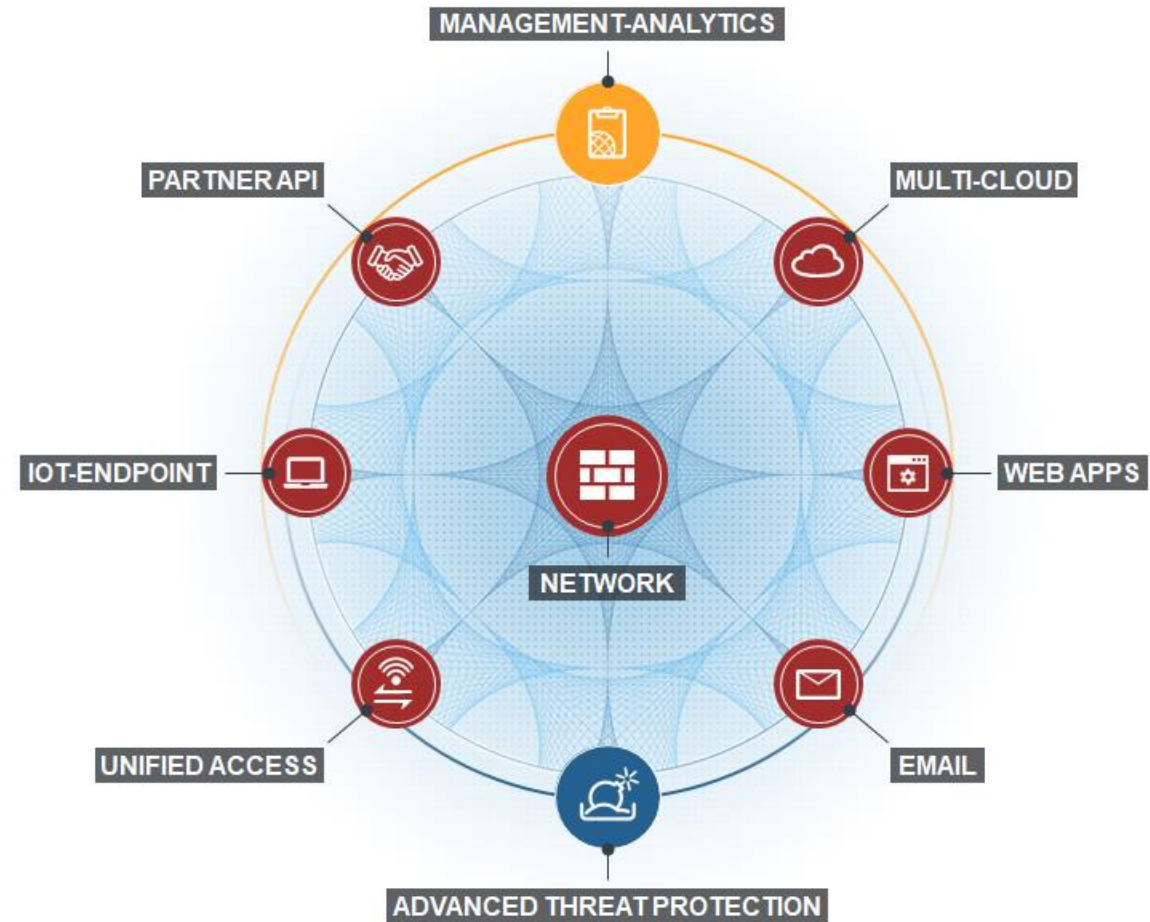 MANAGEMENT-ANALYTICS
PARTNER API
MULTI-CLOUD
IOT-ENDPOINT
WEB APPS
NETWORK
UNIFIED ACCESS
EMAIL
ADVANCED THREAT PROTECTION